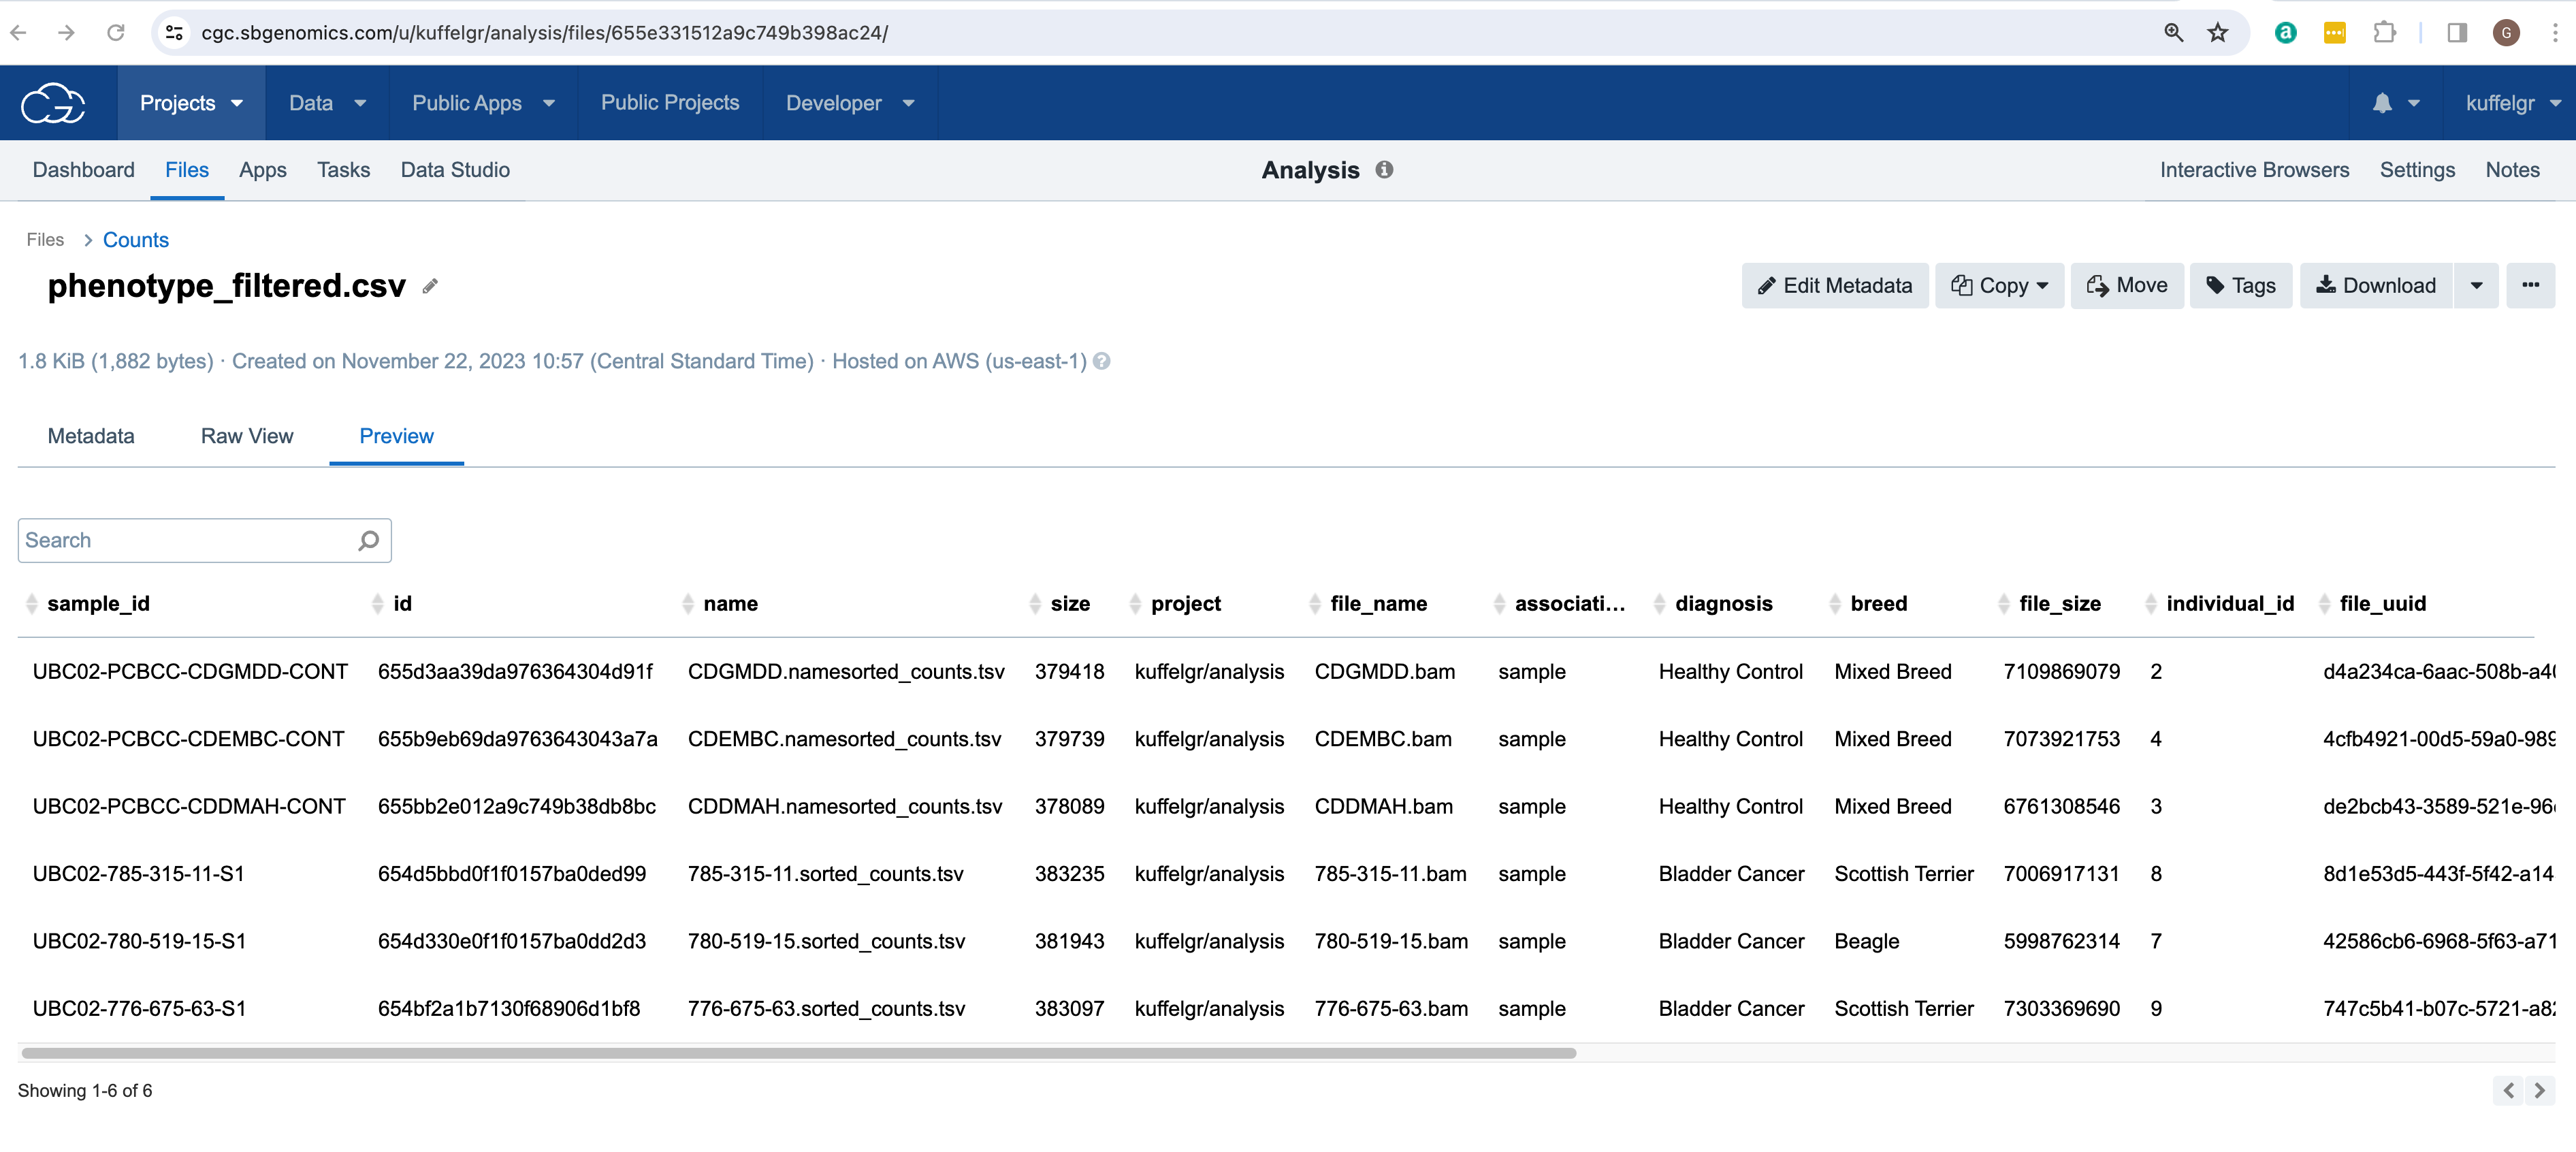 cgc.sbgenomics.com/u/kuffelgr/analysis/files/655e331512a9c749b398ac24/
G
Projects Data Public Apps Public Projects Developer kuffelgr
Dashboard Files Apps Tasks Data Studio Analysis Interactive Browsers Settings Notes
Files > Counts
phenotype_filtered.csv Edit Metadata Copy Move Tags Download ...
1.8 KiB (1,882 bytes) · Created on November 22, 2023 10:57 (Central Standard Time) · Hosted on AWS (us-east-1) ?
Metadata Raw View Preview
Search
sample_id id name size project file_name associati... diagnosis breed file_size individual_id file_uuid
UBC02-PCBCC-CDGMDD-CONT 655d3aa39da976364304d91f CDGMDD.namesorted_counts.tsv 379418 kuffelgr/analysis CDGMDD.bam sample Healthy Control Mixed Breed 7109869079 2 d4a234ca-6aac-508b-a4
UBC02-PCBCC-CDEMBC-CONT 655b9eb69da9763643043a7a CDEMBC.namesorted_counts.tsv 379739 kuffelgr/analysis CDEMBC.bam sample Healthy Control Mixed Breed 7073921753 4 4cfb4921-00d5-59a0-989
UBC02-PCBCC-CDDMAH-CONT 655bb2e012a9c749b38db8bc CDDMAH.namesorted_counts.tsv 378089 kuffelgr/analysis CDDMAH.bam sample Healthy Control Mixed Breed 6761308546 3 de2bcb43-3589-521e-96
UBC02-785-315-11-S1 654d5bbd0f1f0157ba0ded99 785-315-11.sorted_counts.tsv 383235 kuffelgr/analysis 785-315-11.bam sample Bladder Cancer Scottish Terrier 7006917131 8 8d1e53d5-443f-5f42-a14
UBC02-780-519-15-S1 654d330e0f1f0157ba0dd2d3 780-519-15.sorted_counts.tsv 381943 kuffelgr/analysis 780-519-15.bam sample Bladder Cancer Beagle 5998762314 7 42586cb6-6968-5f63-a71
UBC02-776-675-63-S1 654bf2a1b7130f68906d1bf8 776-675-63.sorted_counts.tsv 383097 kuffelgr/analysis 776-675-63.bam sample Bladder Cancer Scottish Terrier 7303369690 9 747c5b41-b07c-5721-a8
Showing 1-6 of 6